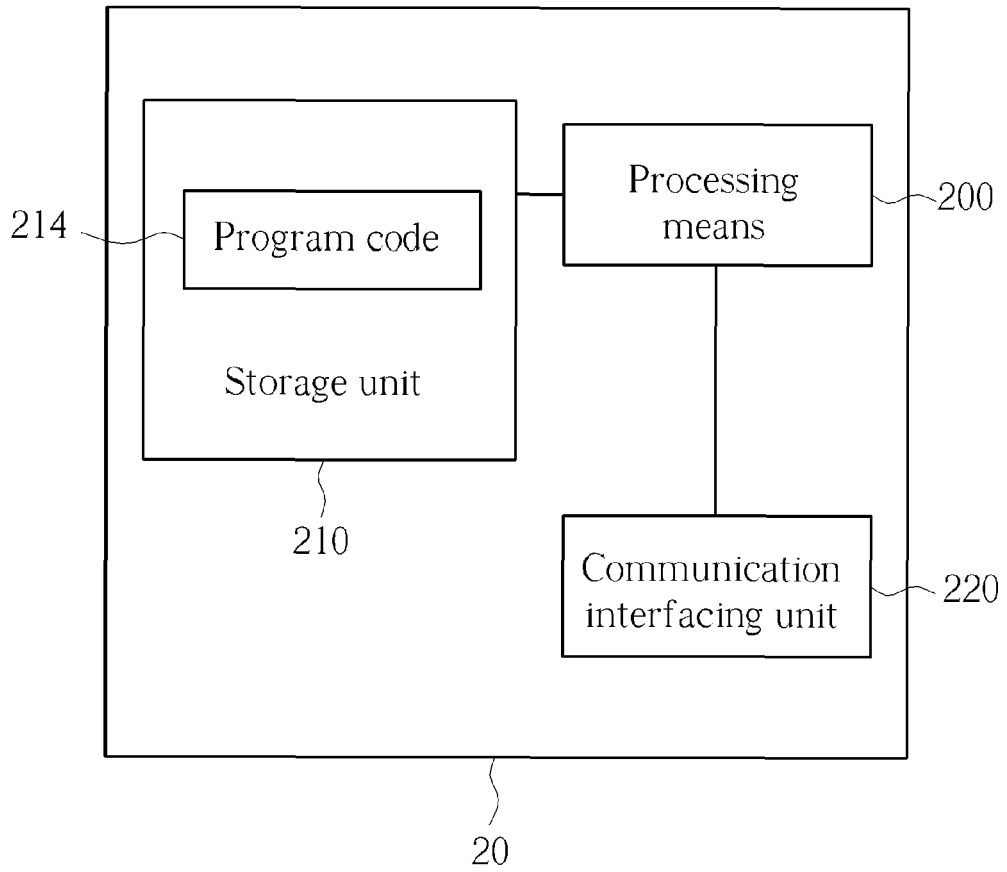 Processing
means
200
214
Program code
Storage unit
210
Communication
interfacing unit
220
20